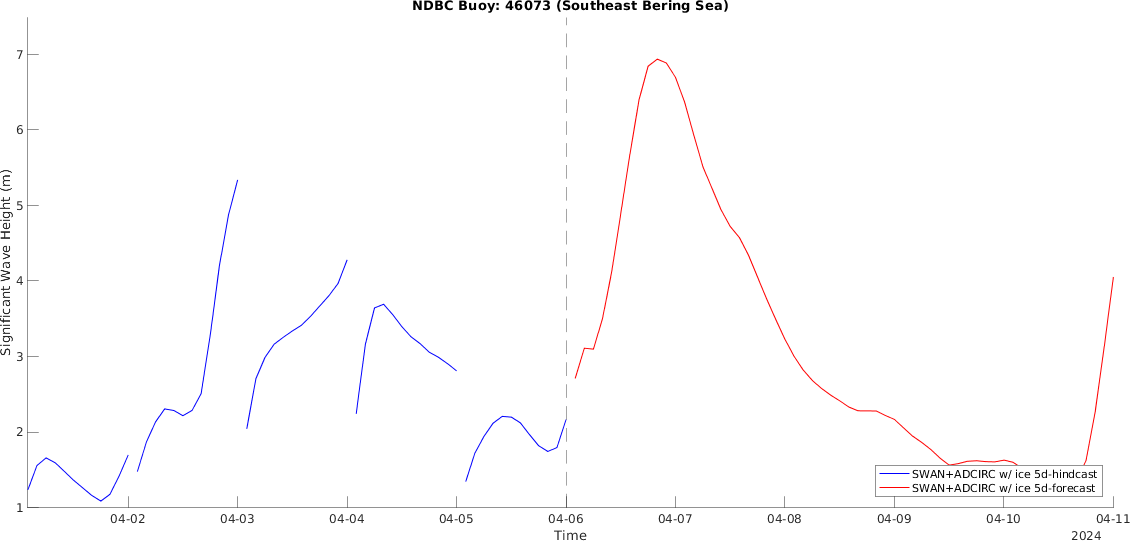 NDBC Buoy: 46073 (Southeast Bering Sea)
7
6
5
4
3
2
1
Significant Wave Height (m)
SWAN+ADCIRC w/ ice 5d-hindcast
SWAN+ADCIRC w/ ice 5d-forecast
04-02 04-03 04-04 04-05 04-06 04-07 04-08 04-09 04-10 04-11
Time
2024